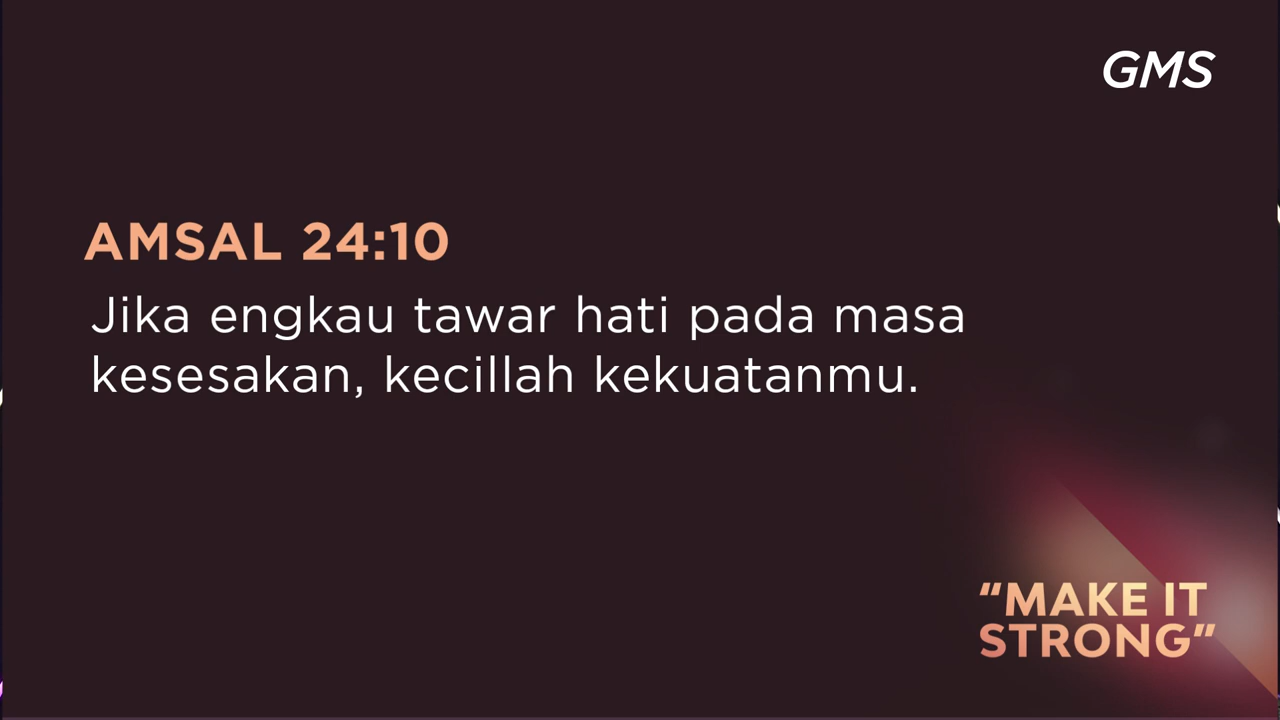 GMS
AMSAL 24:10
Jika engkau tawar hati pada masa
kesesakan, kecillah kekuatanmu.
“MAKE IT
STRONG”